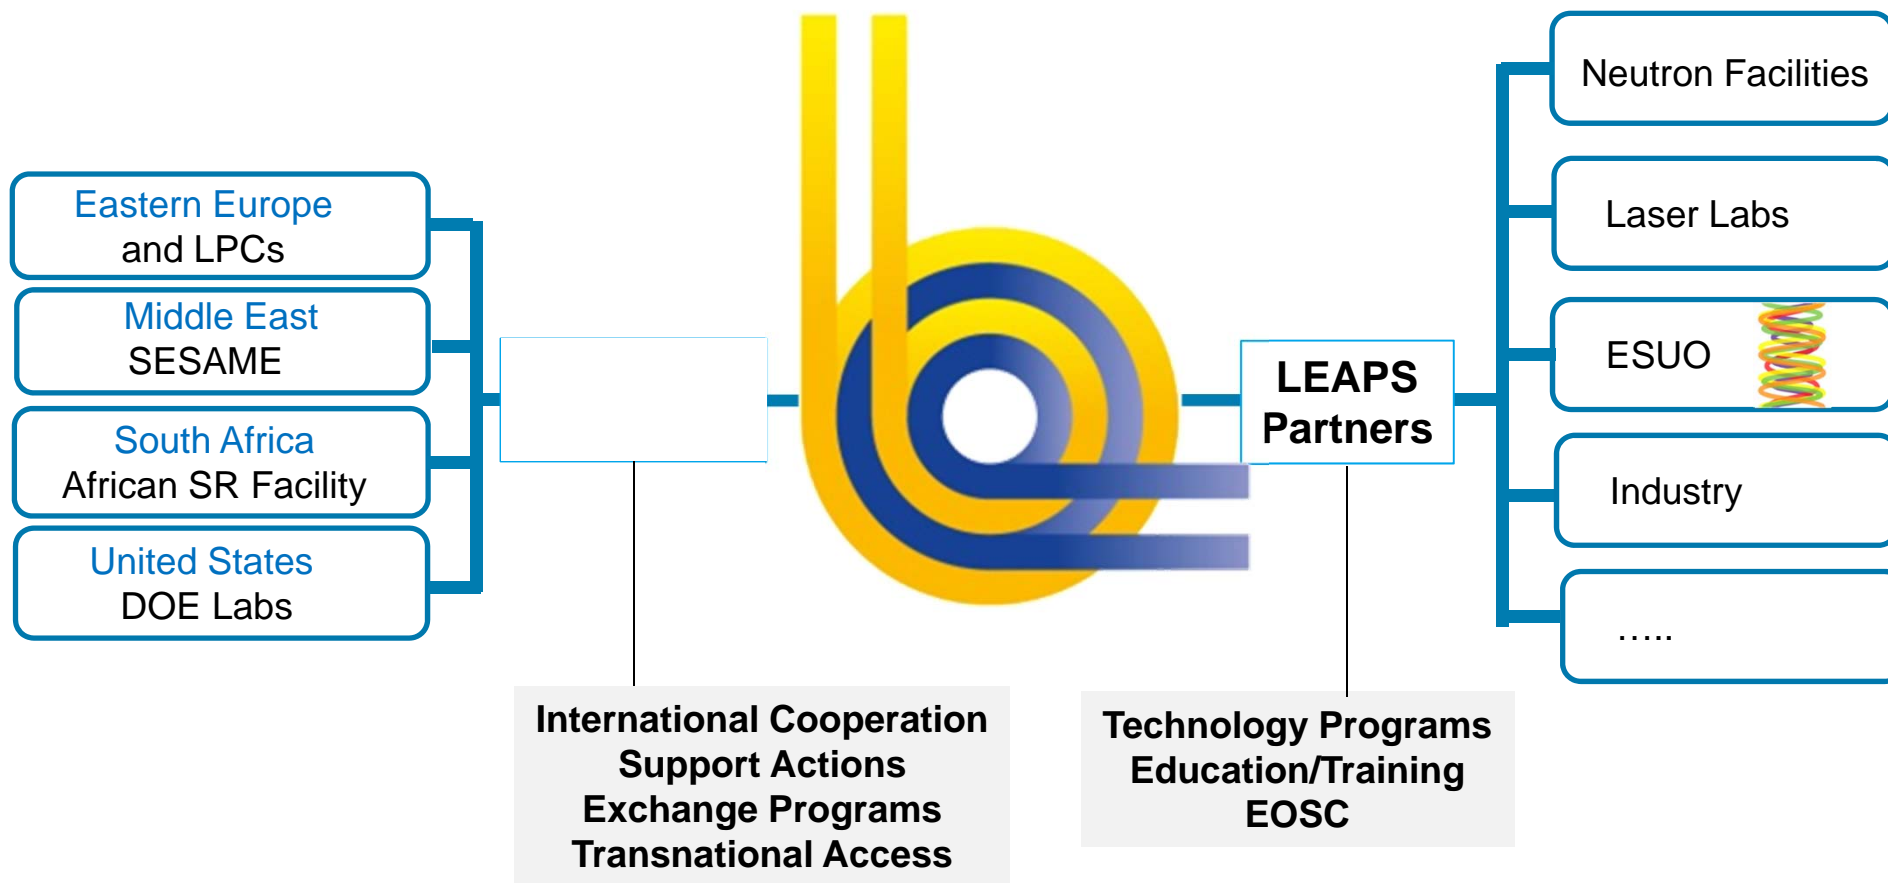 Eastern Europe
and LPCs
Middle East
SESAME
South Africa
African SR Facility
United States
DOE Labs
International Cooperation
Support Actions
Exchange Programs
Transnational Access
LEAPS
Partners
Technology Programs
Education/Training
EOSC
Neutron Facilities
Laser Labs
ESUO
Industry
.....